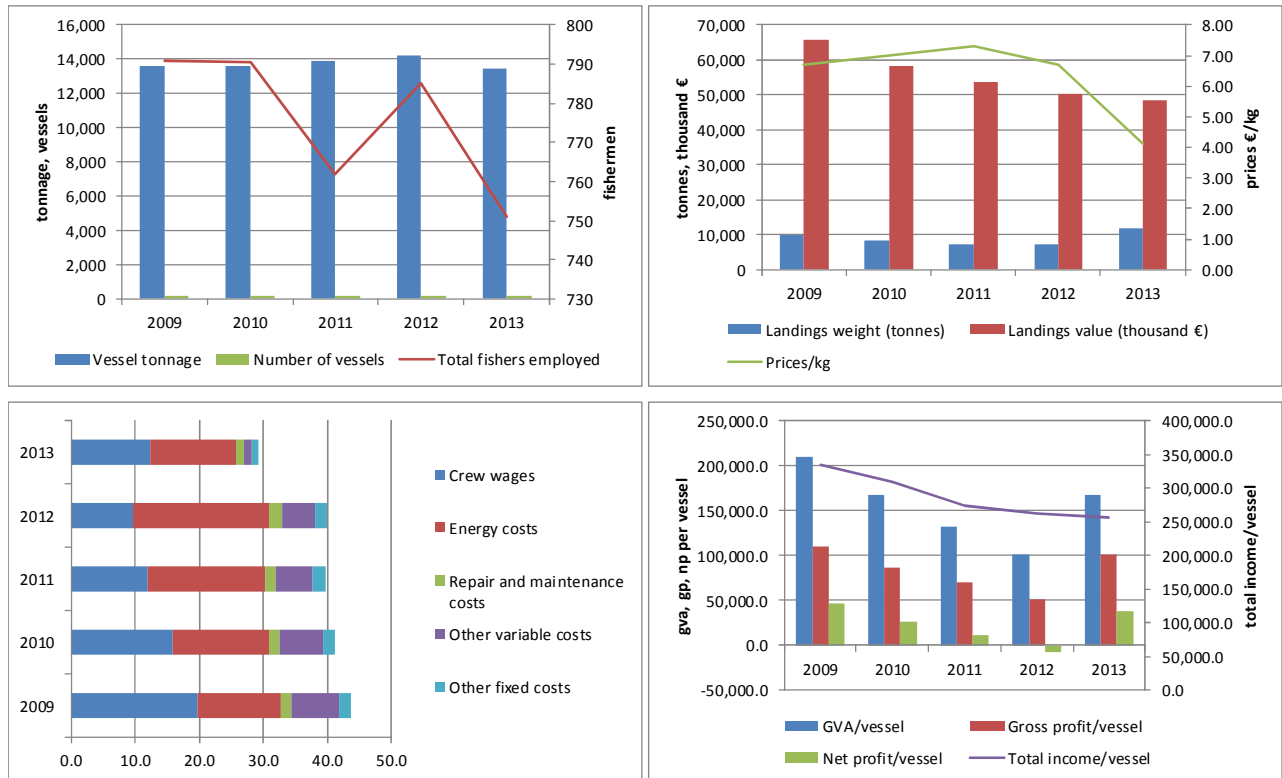 16,000
14,000
12,000
10,000
8,000
6,000
4,000
2,000
0
tonnage, vessels
800
790
780
770
760
750
740
730
fishermen
2009 2010 2011 2012 2013
Vessel tonnage Number of vessels Total fishers employed
70,000
60,000
50,000
40,000
30,000
20,000
10,000
0
tonnes, thousand €
8.00
7.00
6.00
5.00
4.00
3.00
2.00
1.00
0.00
prices €/kg
2009 2010 2011 2012 2013
Landings weight (tonnes) Landings value (thousand €)
Prices/kg
2013
2012
2011
2010
2009
0.0 10.0 20.0 30.0 40.0 50.0
Crew wages
Energy costs
Repair and maintenance
costs
Other variable costs
Other fixed costs
250,000.0
200,000.0
150,000.0
100,000.0
50,000.0
0.0
-50,000.0
gva, gp, np per vessel
400,000.0
350,000.0
300,000.0
250,000.0
200,000.0
150,000.0
100,000.0
50,000.0
0.0
total income/vessel
2009 2010 2011 2012 2013
GVA/vessel Gross profit/vessel
Net profit/vessel Total income/vessel